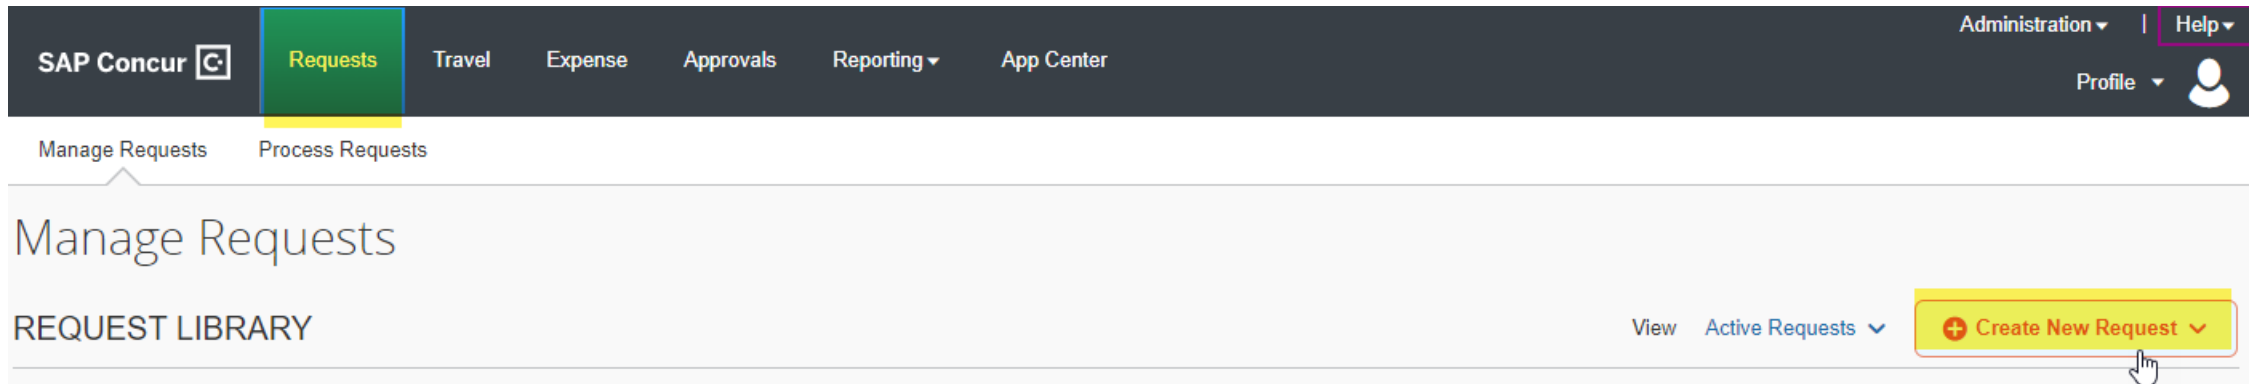 Administration | Help
SAP Concur C Requests Travel Expense Approvals Reporting App Center
Profile
Manage Requests Process Requests
Manage Requests
REQUEST LIBRARY View Active Requests Create New Request